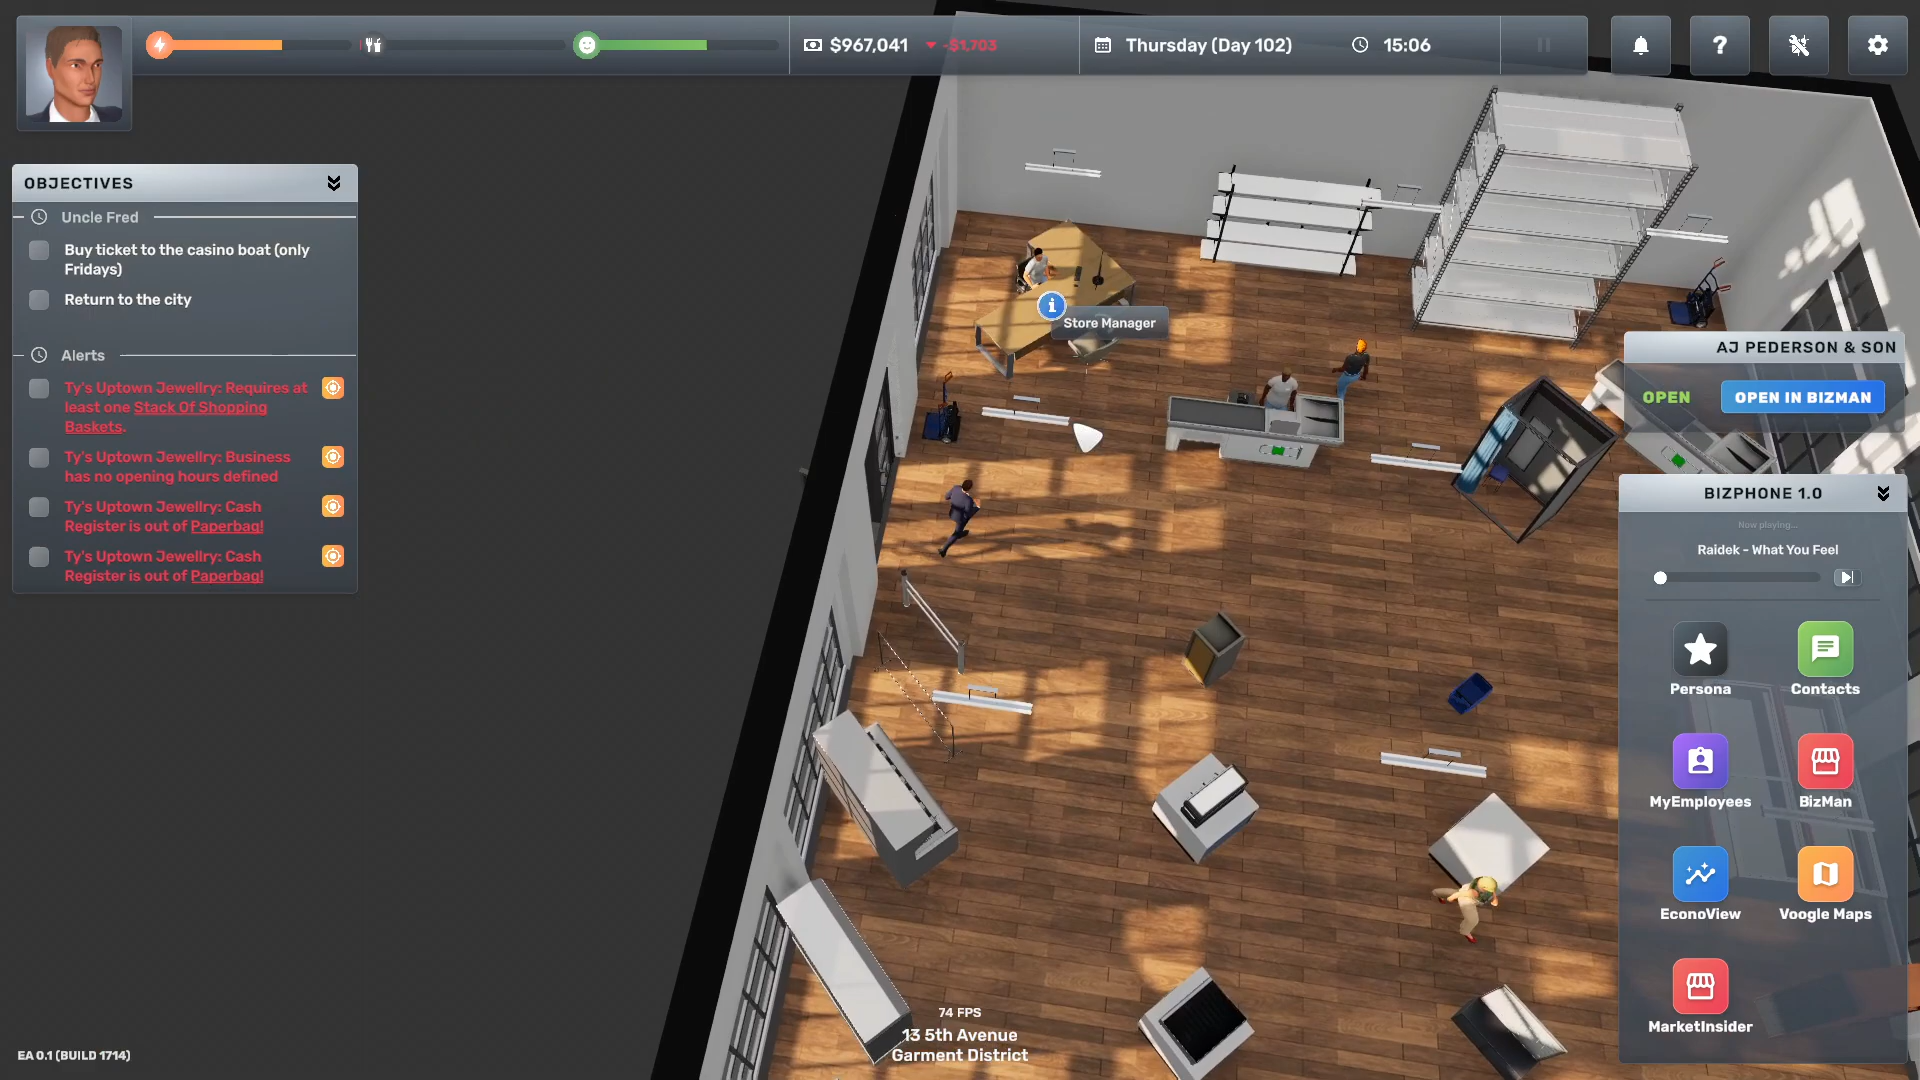 $967,041
-$1,703
Thursday (Day 102)
15:06
?
OBJECTIVES
Uncle Fred
Buy ticket to the casino boat (only
Fridays)
Return to the city
Alerts
Ty's Uptown Jewellry: Requires at
least one Stack Of Shopping
Baskets.
Ty's Uptown Jewellry: Business
has no opening hours defined
Ty's Uptown Jewellry: Cash
Register is out of Paperbag!
Ty's Uptown Jewellry: Cash
Register is out of Paperbag!
i
Store Manager
AJ PEDERSON & SON
OPEN
OPEN IN BIZMAN
BIZPHONE 1.0
Now playing...
Raidek - What You Feel
Persona
Contacts
MyEmployees
BizMan
EconoView
Voogle Maps
MarketInsider
74 FPS
13 5th Avenue
Garment District
EA 0.1 (BUILD 1714)